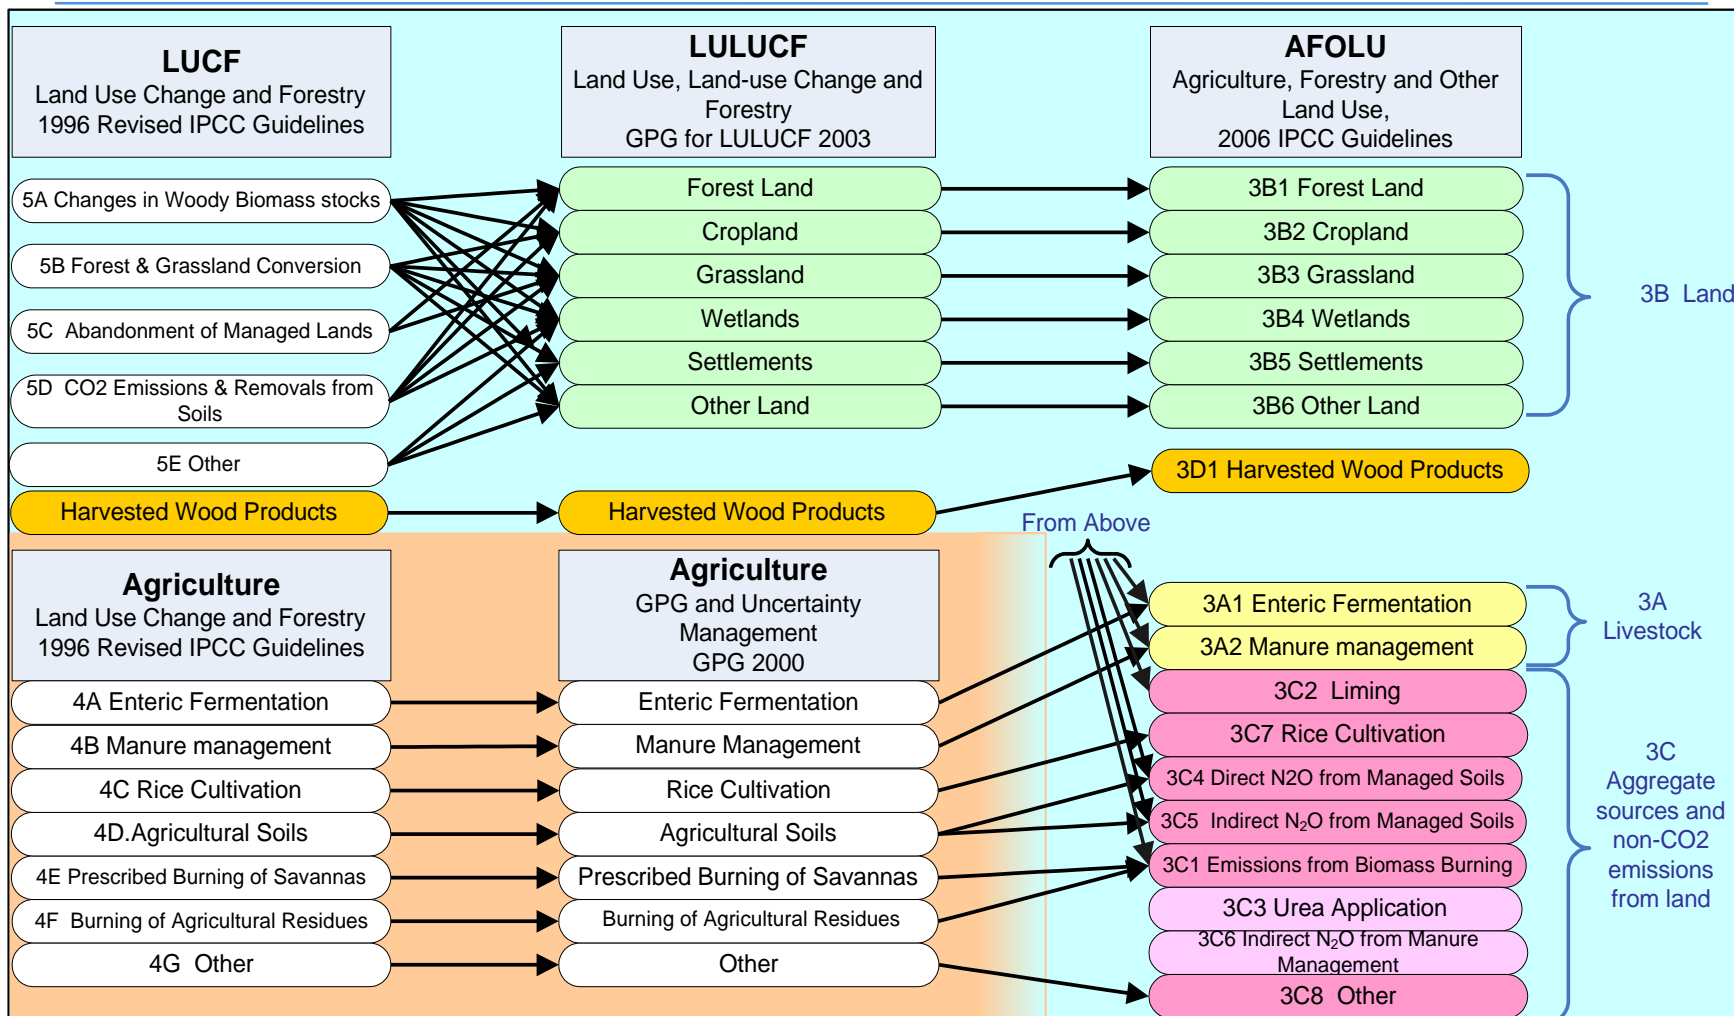 LUCF
Land Use Change and Forestry
1996 Revised IPCC Guidelines
LULUCF
Land Use, Land-use Change and
Forestry
GPG for LULUCF 2003
AFOLU
Agriculture, Forestry and Other
Land Use,
2006 IPCC Guidelines
5A Changes in Woody Biomass stocks
5B Forest & Grassland Conversion
5C Abandonment of Managed Lands
5D CO2 Emissions & Removals from
Soils
5E Other
Harvested Wood Products
Forest Land
Cropland
Grassland
Wetlands
Settlements
Other Land
Harvested Wood Products
3B1 Forest Land
3B2 Cropland
3B3 Grassland
3B4 Wetlands
3B5 Settlements
3B6 Other Land
3B Land
3D1 Harvested Wood Products
From Above
Agriculture
Land Use Change and Forestry
1996 Revised IPCC Guidelines
Agriculture
GPG and Uncertainty
Management
GPG 2000
4A Enteric Fermentation
4B Manure management
4C Rice Cultivation
4D.Agricultural Soils
4E Prescribed Burning of Savannas
4F Burning of Agricultural Residues
4G Other
Enteric Fermentation
Manure Management
Rice Cultivation
Agricultural Soils
Prescribed Burning of Savannas
Burning of Agricultural Residues
Other
3A1 Enteric Fermentation
3A2 Manure management
3C2 Liming
3C7 Rice Cultivation
3C4 Direct N2O from Managed Soils
3C5 Indirect N₂O from Managed Soils
3C1 Emissions from Biomass Burning
3C3 Urea Application
3C6 Indirect N₂O from Manure
Management
3C8 Other
3A
Livestock
3C
Aggregate
sources and
non-CO2
emissions
from land